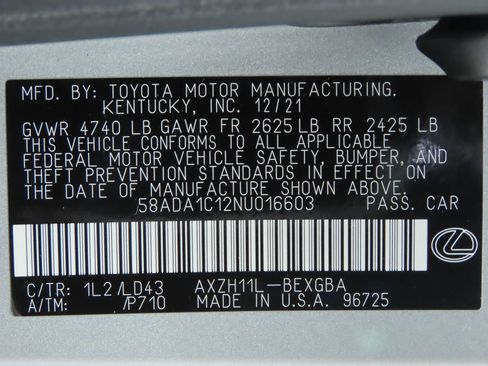 MFD. BY: TOYOTA MOTOR MANUFACTURING.
KENTUCKY, INC. 12/21
GVWR 4740 LB GAWR FR 2625 LB RR 2425 LB
THIS VEHICLE CONFORMS TO ALL APPLICABLE
FEDERAL MOTOR VEHICLE SAFETY, BUMPER, AND
THEFT PREVENTION STANDARDS IN EFFECT ON
THE DATE OF MANUFACTURE SHOWN ABOVE.
58ADA1C12NU016603 PASS. CAR
C/TR: 1L2 /LD43 AXZH11L-BEXGBA
A/TM: /P710 MADE IN U.S.A. 96725